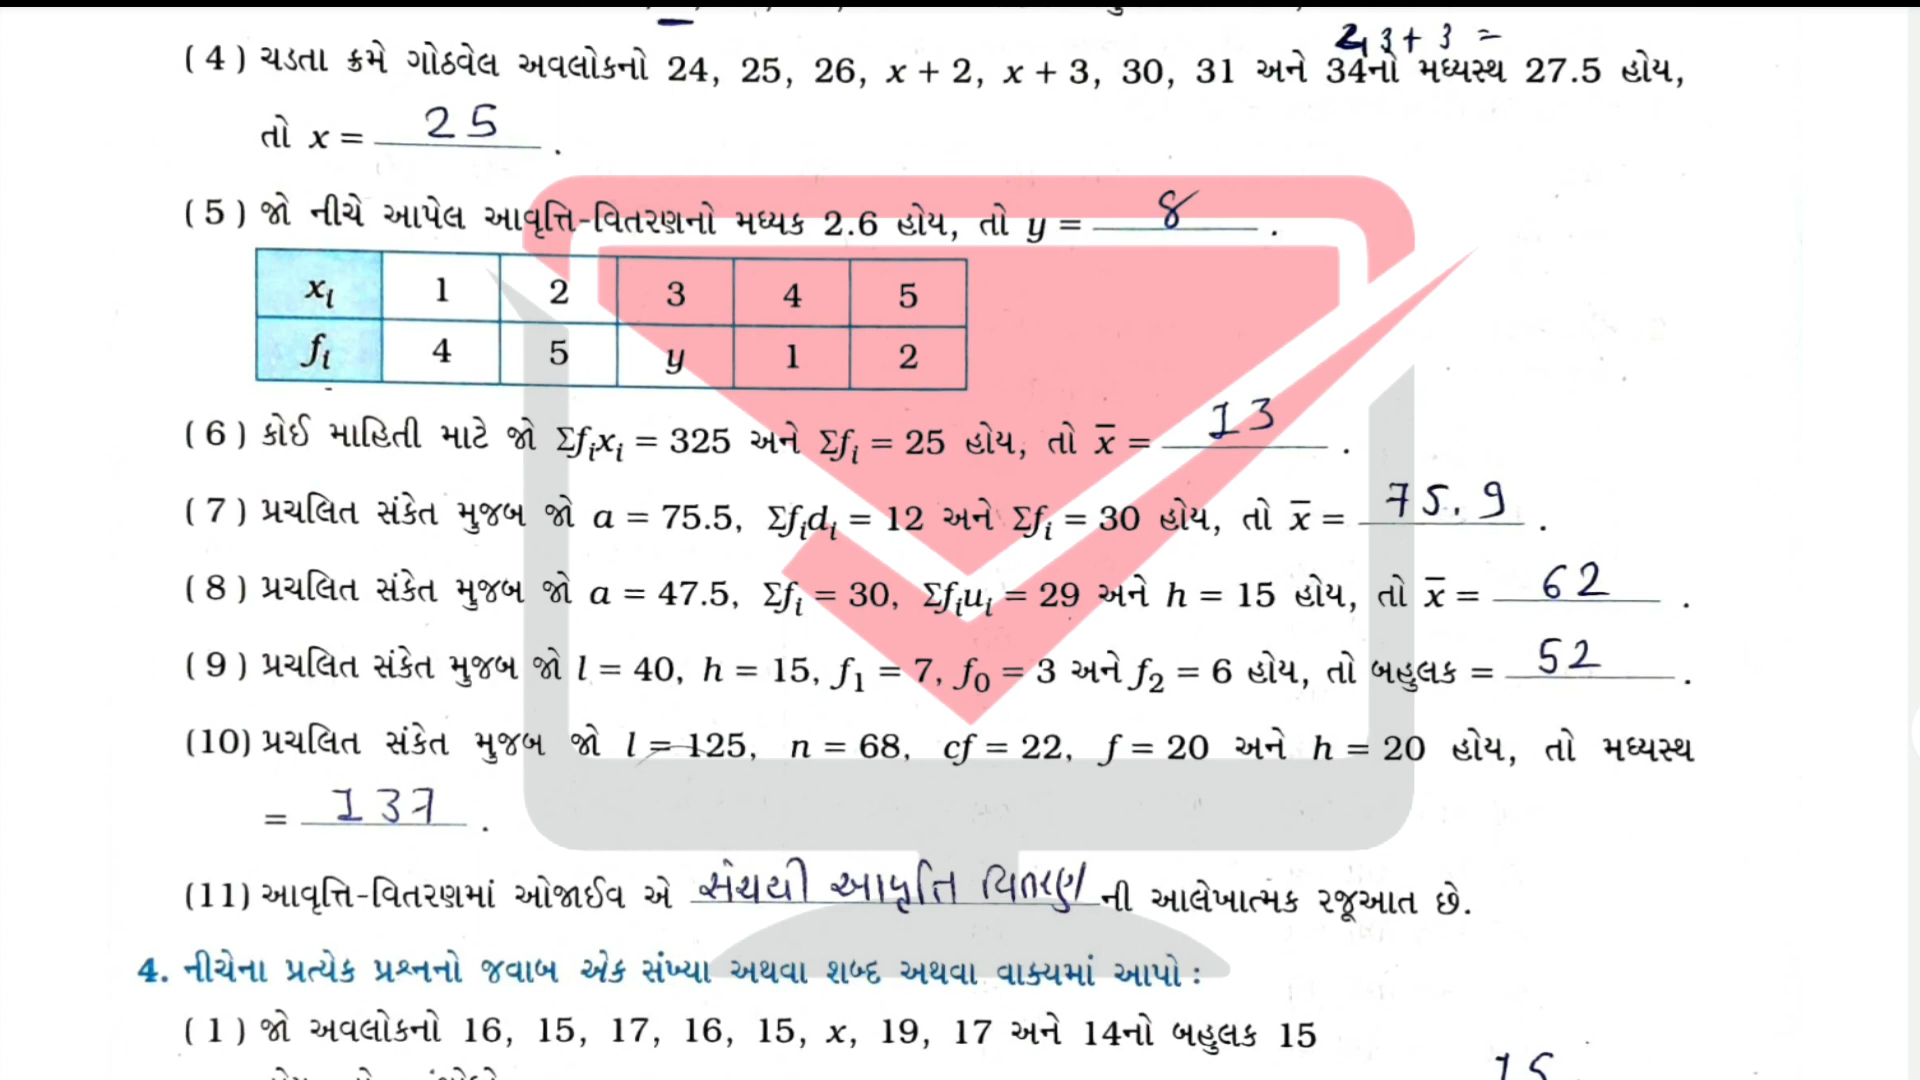 23 + 3 =
( 4 ) ચડતા ક્રમે ગોઠવેલ અવલોકનો 24, 25, 26, x + 2, x + 3, 30, 31 અને 34નો મધ્યસ્થ 27.5 હોય,
તો x = 25 .
( 5 ) જો નીચે આપેલ આવૃત્તિ-વિતરણનો મધ્યક 2.6 હોય, તો y = 8 .
xi 1 2 3 4 5
fi 4 5 y 1 2
( 6 ) કોઈ માહિતી માટે જો Σfixi = 325 અને Σfi = 25 હોય, તો x̄ = 13 .
( 7 ) પ્રચલિત સંકેત મુજબ જો a = 75.5, Σfidi = 12 અને Σfi = 30 હોય, તો x̄ = 75.9 .
( 8 ) પ્રચલિત સંકેત મુજબ જો a = 47.5, Σfi = 30, Σfiui = 29 અને h = 15 હોય, તો x̄ = 62 .
( 9 ) પ્રચલિત સંકેત મુજબ જો l = 40, h = 15, f1 = 7, f0 = 3 અને f2 = 6 હોય, તો બહુલક = 52 .
(10) પ્રચલિત સંકેત મુજબ જો l = 125, n = 68, cf = 22, f = 20 અને h = 20 હોય, તો મધ્યસ્થ
= 137 .
(11) આવૃત્તિ-વિતરણમાં ઓજાઈવ એ સંચયી આવૃત્તિ વિતરણ ની આલેખાત્મક રજૂઆત છે.
4. નીચેના પ્રત્યેક પ્રશ્નનો જવાબ એક સંખ્યા અથવા શબ્દ અથવા વાક્યમાં આપો :
( 1 ) જો અવલોકનો 16, 15, 17, 16, 15, x, 19, 17 અને 14નો બહુલક 15
15